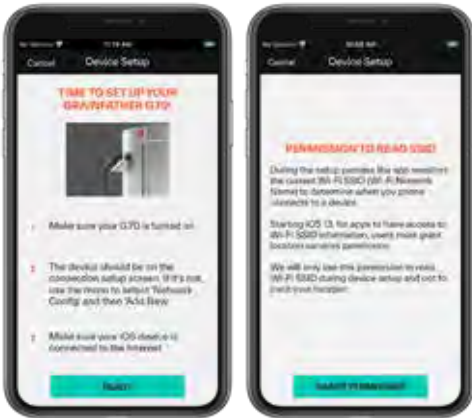 Cancel Device Setup
TIME TO SET UP YOUR
GRAINFATHER G70!
1 Make sure your G70 is turned on
2 The device should be on the
connection setup screen. If it's not,
use the menu to select 'Network
Config' and then 'Add New'
3 Make sure your iOS device is
connected to the Internet
READY
Cancel Device Setup
PERMISSION TO READ SSID
During the setup process the app monitors
the current Wi-Fi SSID (Wi-Fi Network
Name) to determine when you phone
connects to a device.
Starting iOS 13, for apps to have access to
Wi-Fi SSID information, users must grant
location services permission.
We will only use this permission to read
Wi-Fi SSID during device setup and not to
track your location
GRANT PERMISSION